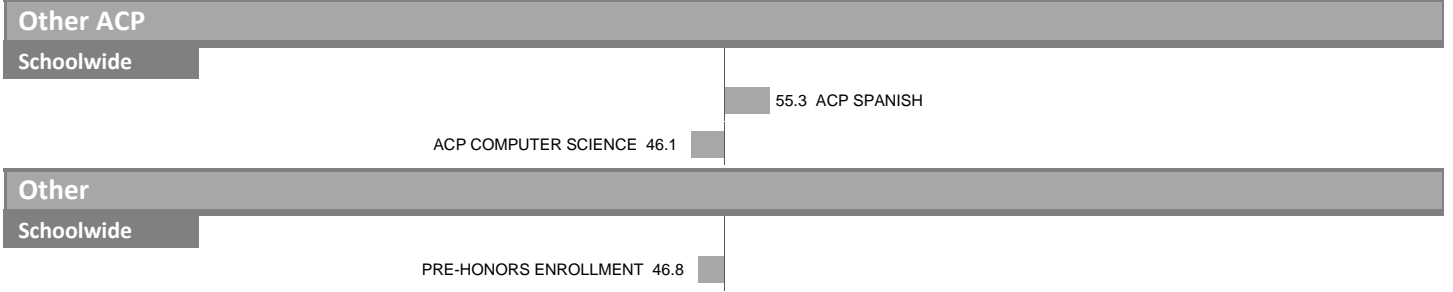 Other ACP
Schoolwide
55.3 ACP SPANISH
ACP COMPUTER SCIENCE 46.1
Other
Schoolwide
PRE-HONORS ENROLLMENT 46.8